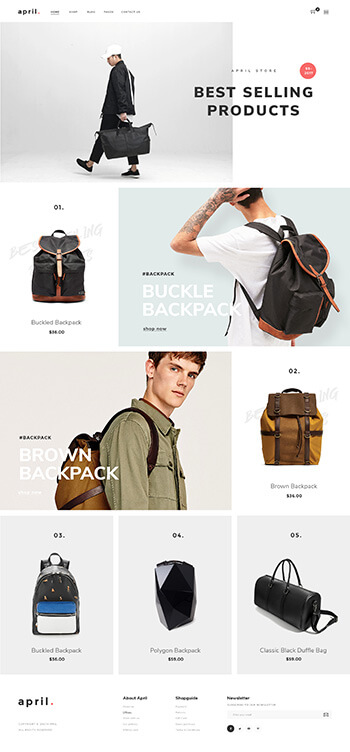 april.
HOME SHOP BLOG PAGES CONTACT US
APRIL STORE
BEST SELLING
PRODUCTS
01.
Buckled Backpack
$36.00
#BACKPACK
BUCKLE
BACKPACK
shop now
#BACKPACK
BROWN
BACKPACK
shop now
02.
Brown Backpack
$36.00
03.
Buckled Backpack
$36.00
04.
Polygon Backpack
$59.00
05.
Classic Black Duffle Bag
$59.00
april.
About April
Shopguide
Newsletter